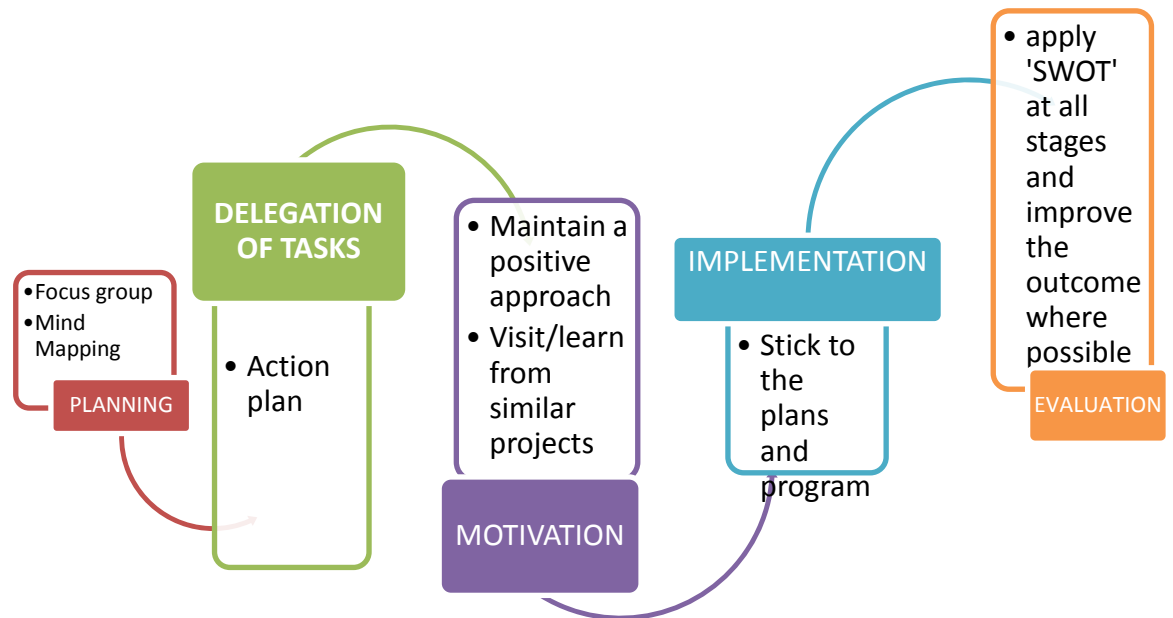 •Focus group
•Mind
Mapping
PLANNING
DELEGATION
OF TASKS
• Action
plan
• Maintain a
positive
approach
• Visit/learn
from
similar
projects
MOTIVATION
IMPLEMENTATION
• Stick to
the
plans
and
program
• apply
'SWOT'
at all
stages
and
improve
the
outcome
where
possible
EVALUATION